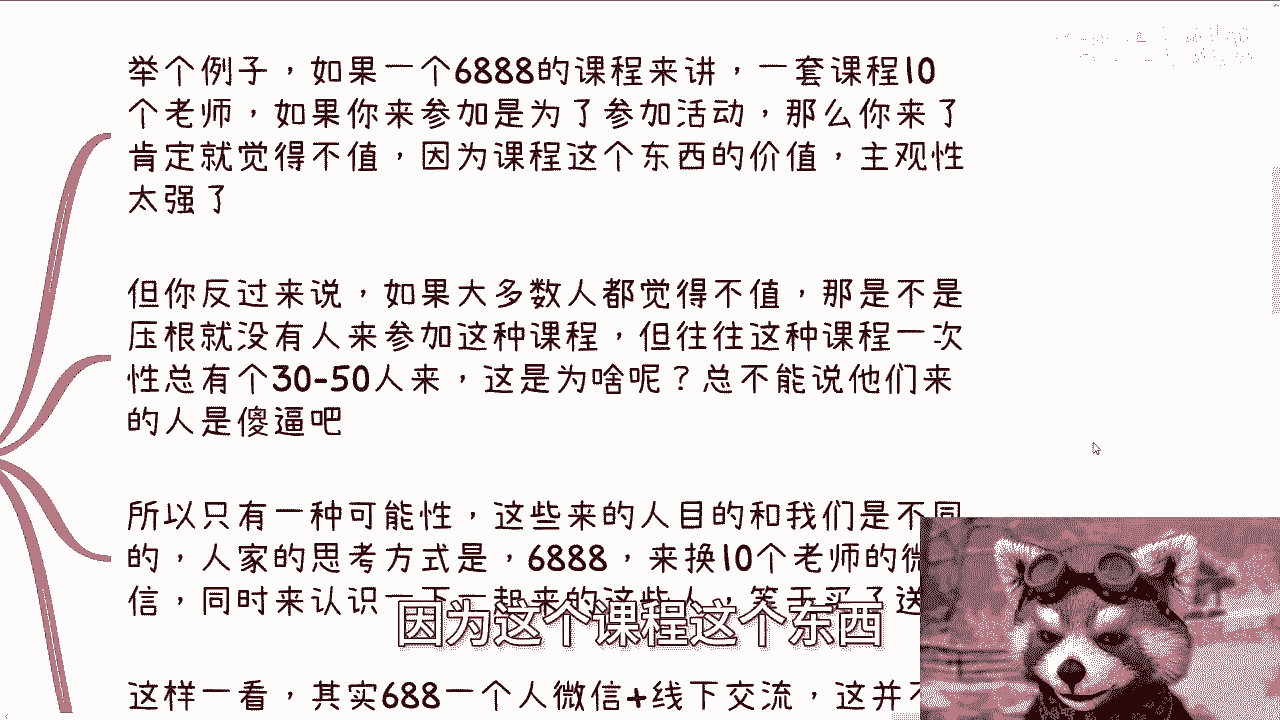 举个例子，如果一个6888的课程来讲，一套课程10
个老师，如果你来参加是为了参加活动，那么你来了
肯定就觉得不值，因为课程这个东西的价值，主观性
太强了
但你反过来说，如果大多数人都觉得不值，那是不是
压根就没有人来参加这种课程，但往往这种课程一次
性总有个30-50人来，这是为啥呢？总不能说他们来
的人是傻逼吧
所以只有一种可能性，这些来的人目的和我们是不同
的，人家的思考方式是，6888，来换10个老师的微
信，同时来认识一下一起来的这些人，等于买了送
因为这个课程这个东西
这样一看，其实688一个人微信+线下交流，这并不